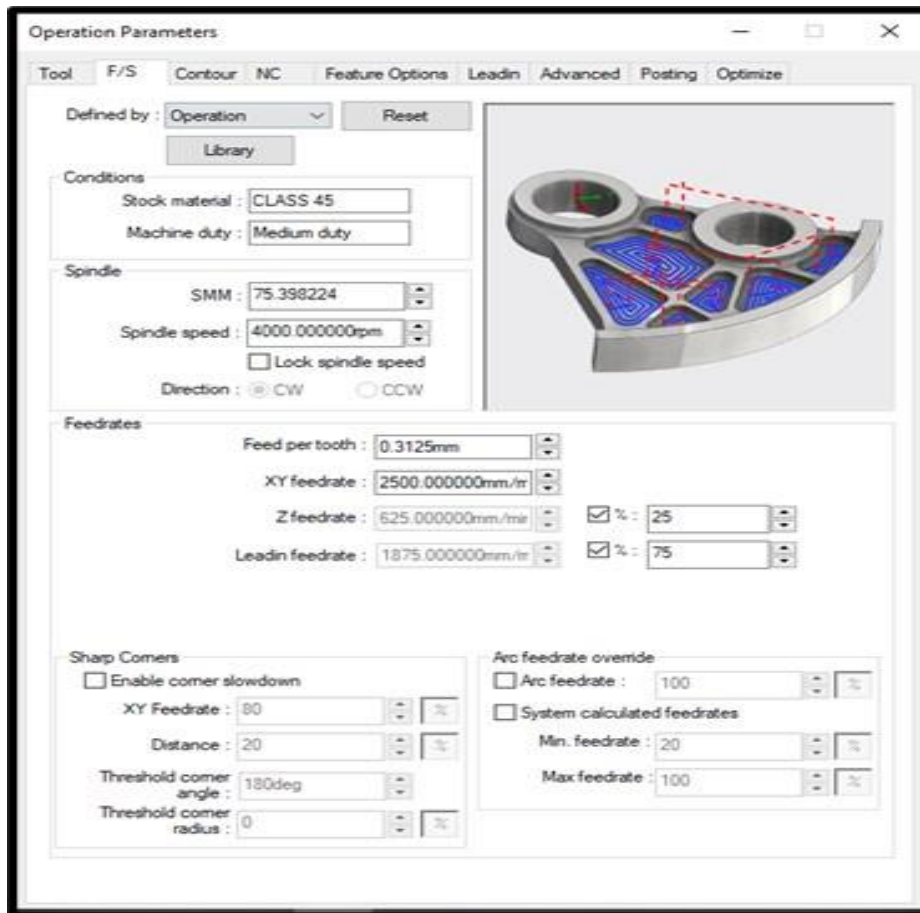 Operation Parameters
Tool F/S Contour NC Feature Options Leadin Advanced Posting Optimize
Defined by : Operation Reset
Library
Conditions
Stock material : CLASS 45
Machine duty : Medium duty
Spindle
SMM : 75.398224
Spindle speed : 4000.000000rpm
Lock spindle speed
Direction : CW CCW
Feedrates
Feed per tooth : 0.3125mm
XY feedrate : 2500.000000mm/m
Z feedrate : 625.000000mm/min % : 25
Leadin feedrate : 1875.000000mm/m % : 75
Sharp Corners
Enable corner slowdown
XY Feedrate : 80 %
Distance : 20 %
Threshold corner
angle : 180deg
Threshold corner
radius : 0 %
Arc feedrate override
Arc feedrate : 100 %
System calculated feedrates
Min. feedrate : 20 %
Max feedrate : 100 %